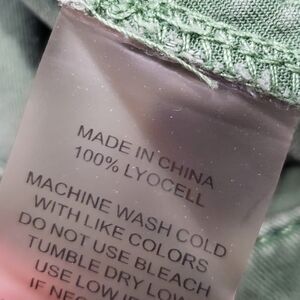 MADE IN CHINA
100% LYOCELL
MACHINE WASH COLD
WITH LIKE COLORS
DO NOT USE BLEACH
TUMBLE DRY LOW
USE LOW
IF